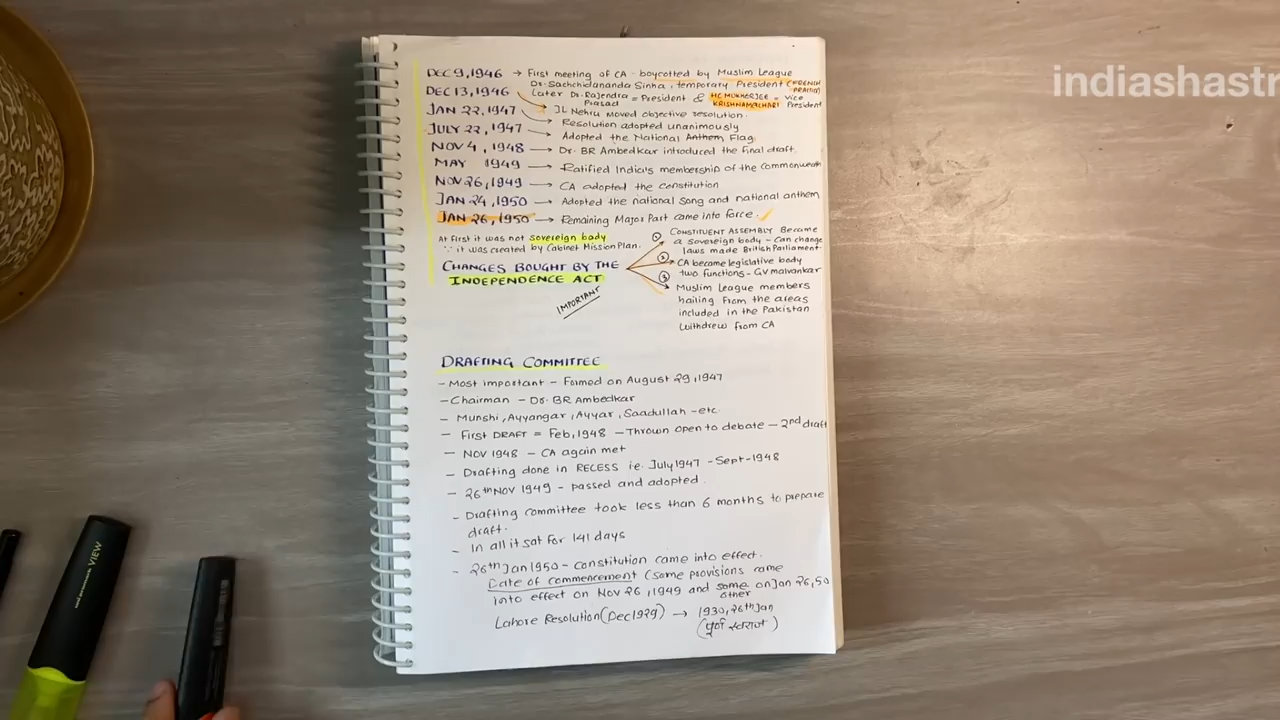 indiashastr
DEC 9,1946 → First meeting of CA - boycotted by Muslim League
Dr. Sachchidananda Sinha : temporary President (FRENCH PRACTICE)
DEC 13,1946 Later Dr. Rajendra Prasad = President & HC MUKHERJEE = vice
KRISHNAMACHARI President
JAN 22,1947 → JL Nehru moved objective resolution.
Resolution adopted unanimously
JULY 22,1947 → Adopted the National Anthem Flag.
NOV 4,1948 → Dr. BR Ambedkar introduced the final draft.
MAY 1949 → Ratified India's membership of the Commonwealth
NOV 26,1949 → CA adopted the constitution
JAN 24,1950 → Adopted the national song and national anthem
JAN 26,1950 → Remaining Major Part came into force.
At first it was not sovereign body
∵ it was created by Cabinet Mission Plan.
CHANGES BOUGHT BY THE
INDEPENDENCE ACT
IMPORTANT
① CONSTITUENT ASSEMBLY Became
a sovereign body - can change
laws made British Parliament-
② CA became legislative body
two functions - GV malvankar
③ Muslim League members
hailing from the areas
included in the Pakistan
withdrew from CA
DRAFTING COMMITTEE
- Most important - Formed on August 29,1947
- Chairman - Dr. BR Ambedkar
- Munshi, Ayyangar, Ayyar, Saadullah - etc.
- First DRAFT = Feb,1948 - Thrown open to debate - 2nd draft
- NOV 1948 - CA again met
- Drafting done in RECESS ie. July 1947 - Sept-1948
- 26th NOV 1949 - passed and adopted.
- Drafting committee took less than 6 months to prepare
draft.
- In all it sat for 141 days
- 26th Jan 1950 - Constitution came into effect.
Date of commencement (some provisions came
into effect on Nov 26,1949 and some other on Jan 26,50
Lahore Resolution (Dec 1929) → 1930, 26th Jan
(पूर्ण स्वराज)
VIEW